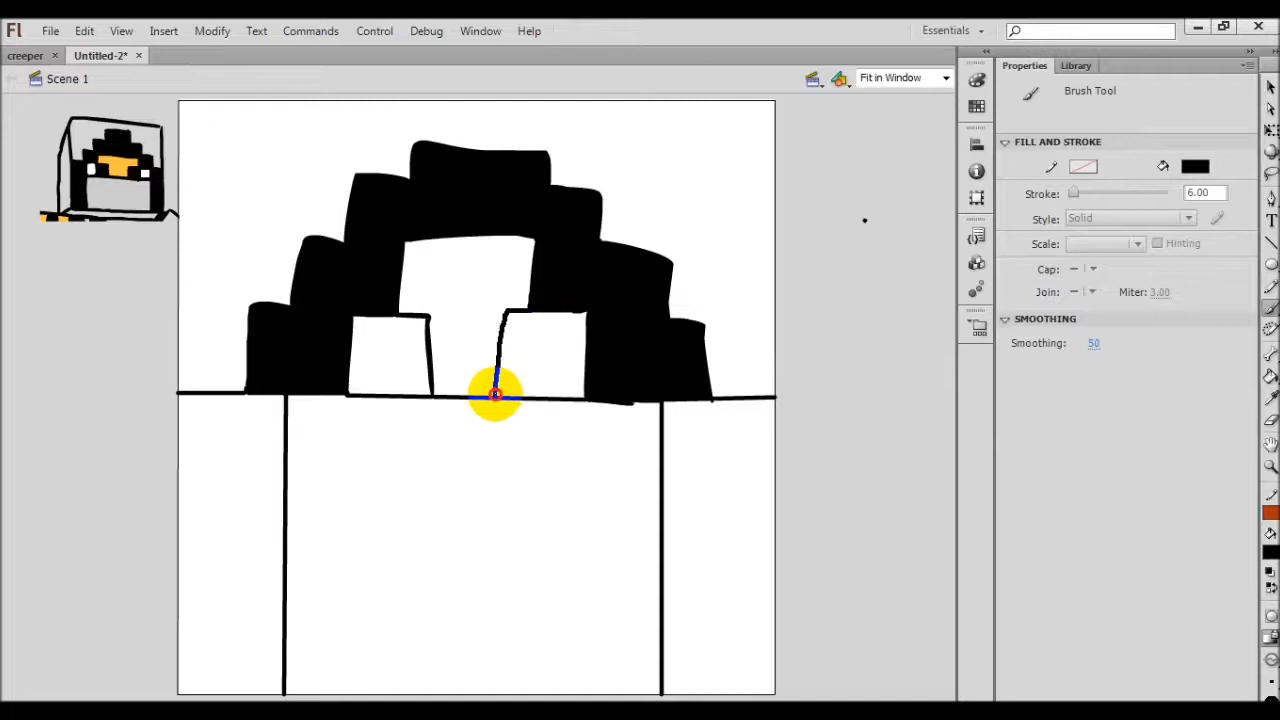 Fl File Edit View Insert Modify Text Commands Control Debug Window Help Essentials
creeper × Untitled-2* ×
Scene 1 Fit in Window
Properties Library
Brush Tool
FILL AND STROKE
Stroke: 6.00
Style: Solid
Scale: Hinting
Cap:
Join: Miter: 3.00
SMOOTHING
Smoothing: 50